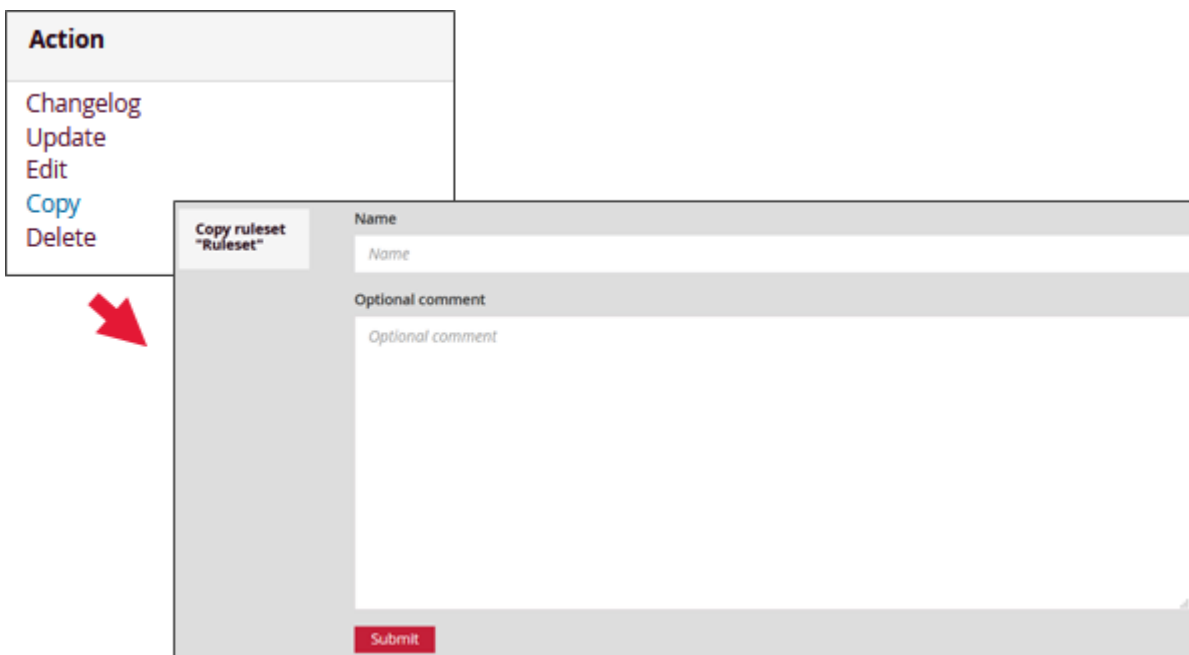 Action
Changelog
Update
Edit
Copy
Delete
Copy ruleset
"Ruleset"
Name
Name
Optional comment
Optional comment
Submit